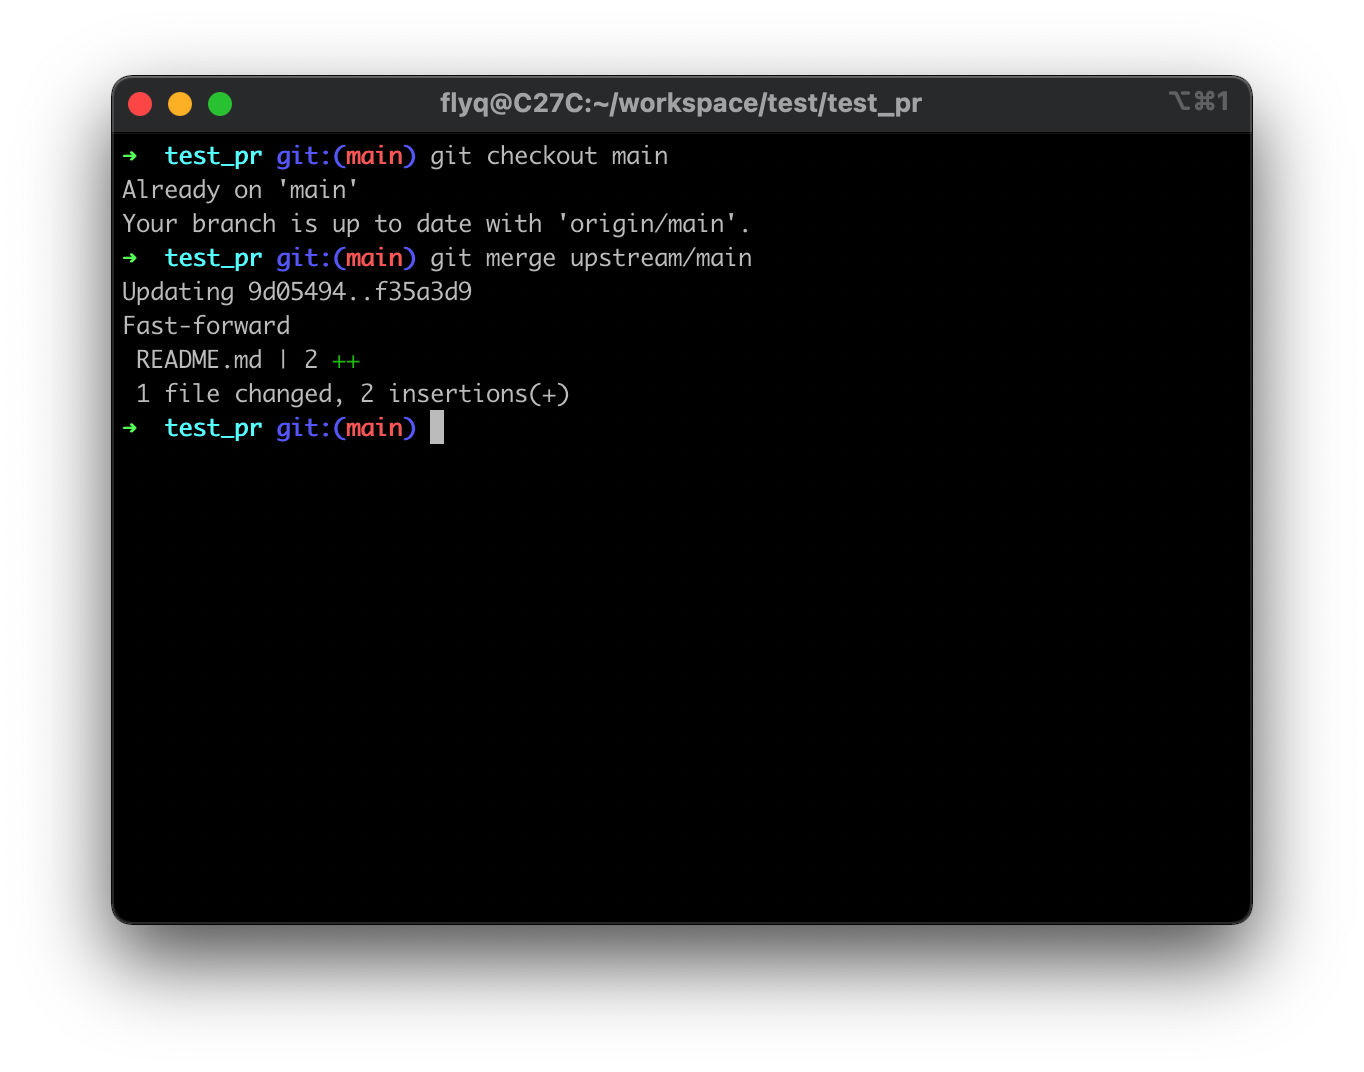 flyq@C27C:~/workspace/test/test_pr
⌥⌘1
➜  test_pr git:(main) git checkout main
Already on 'main'
Your branch is up to date with 'origin/main'.
➜  test_pr git:(main) git merge upstream/main
Updating 9d05494..f35a3d9
Fast-forward
 README.md | 2 ++
 1 file changed, 2 insertions(+)
➜  test_pr git:(main)